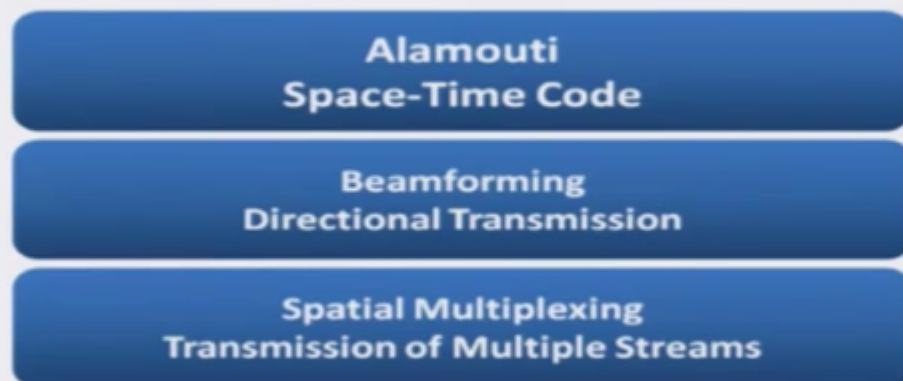 Alamouti
Space-Time Code
Beamforming
Directional Transmission
Spatial Multiplexing
Transmission of Multiple Streams